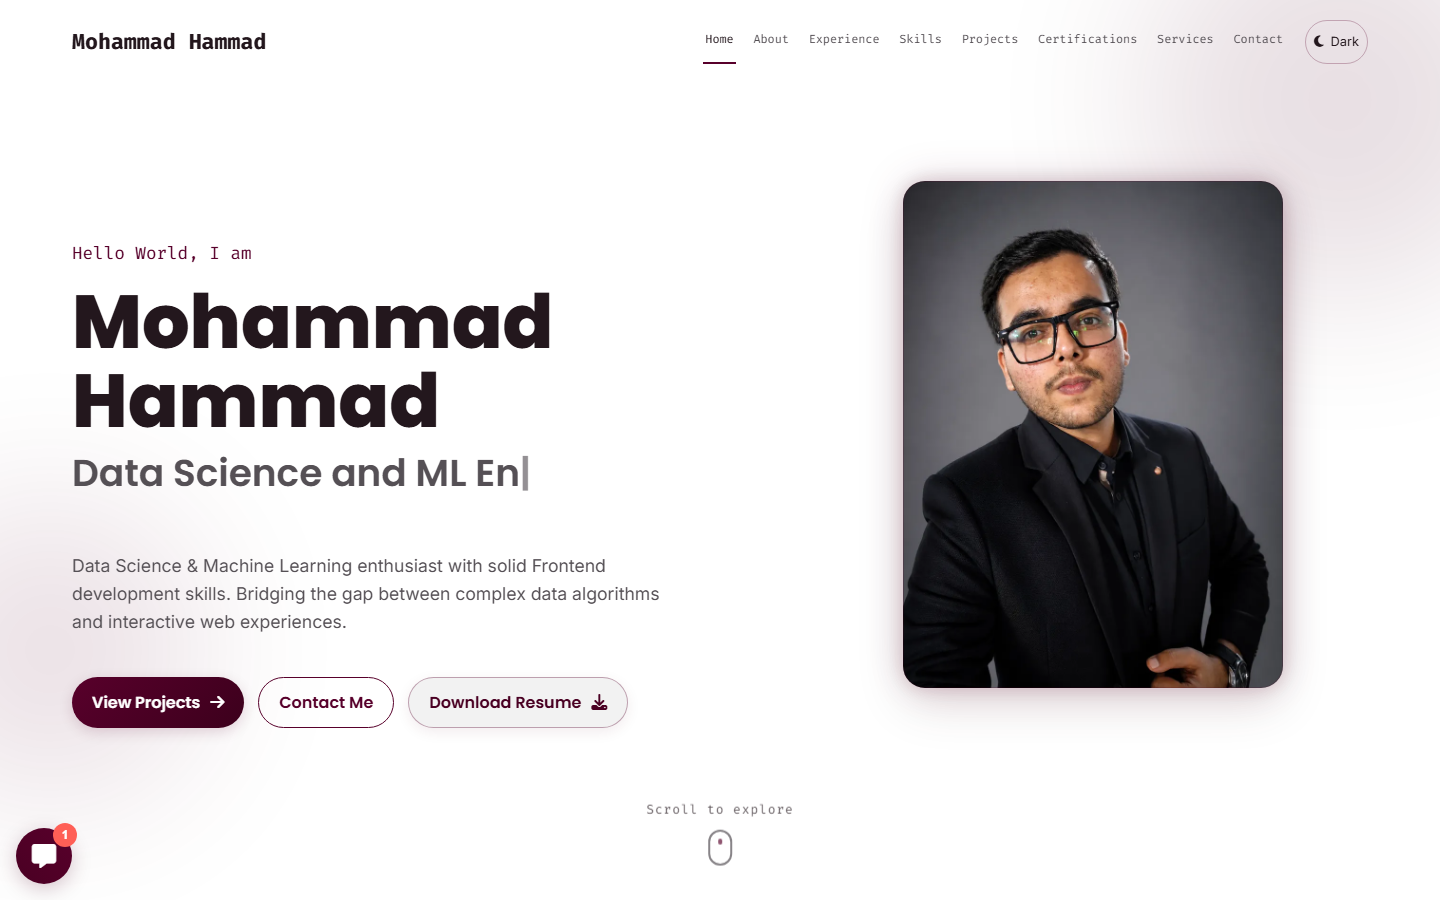 Mohammad Hammad
Home About Experience Skills Projects Certifications Services Contact
Dark
Hello World, I am
Mohammad
Hammad
Data Science and ML En
Data Science & Machine Learning enthusiast with solid Frontend
development skills. Bridging the gap between complex data algorithms
and interactive web experiences.
View Projects
Contact Me
Download Resume
Scroll to explore
1